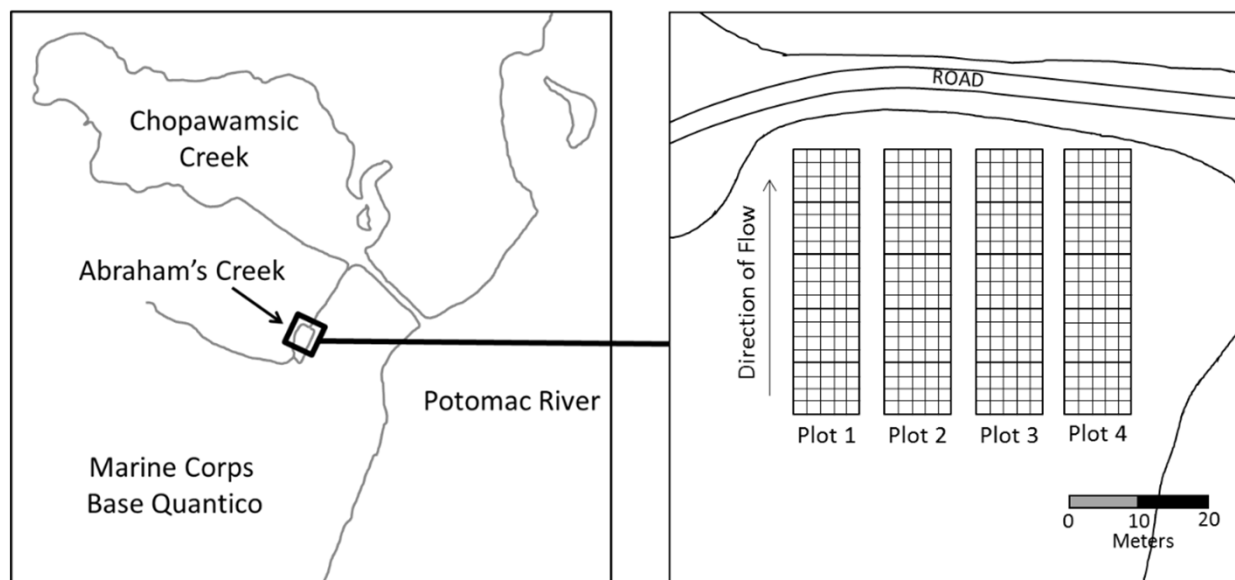 Chopawamsic
Creek
Abraham's Creek
Potomac River
Marine Corps
Base Quantico
ROAD
Direction of Flow
Plot 1
Plot 2
Plot 3
Plot 4
0
10
20
Meters